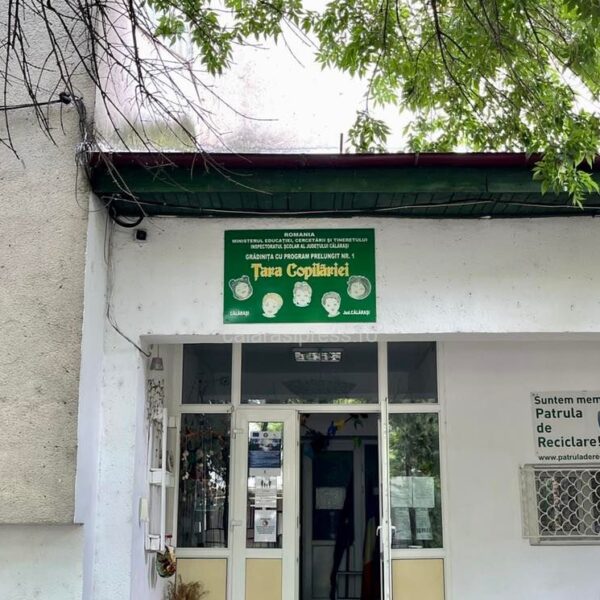 ROMANIA
MINISTERUL EDUCAȚIEI, CERCETĂRII ȘI TINERETULUI
INSPECTORATUL ȘCOLAR AL JUDEȚULUI CĂLĂRAȘI
GRĂDINIȚA CU PROGRAM PRELUNGIT NR. 1
Țara Copilăriei
CĂLĂRAȘI
Jud.CĂLĂRAȘI
calarasipress.ro
Suntem mem
Patrula
de
Reciclare!
www.patruladere